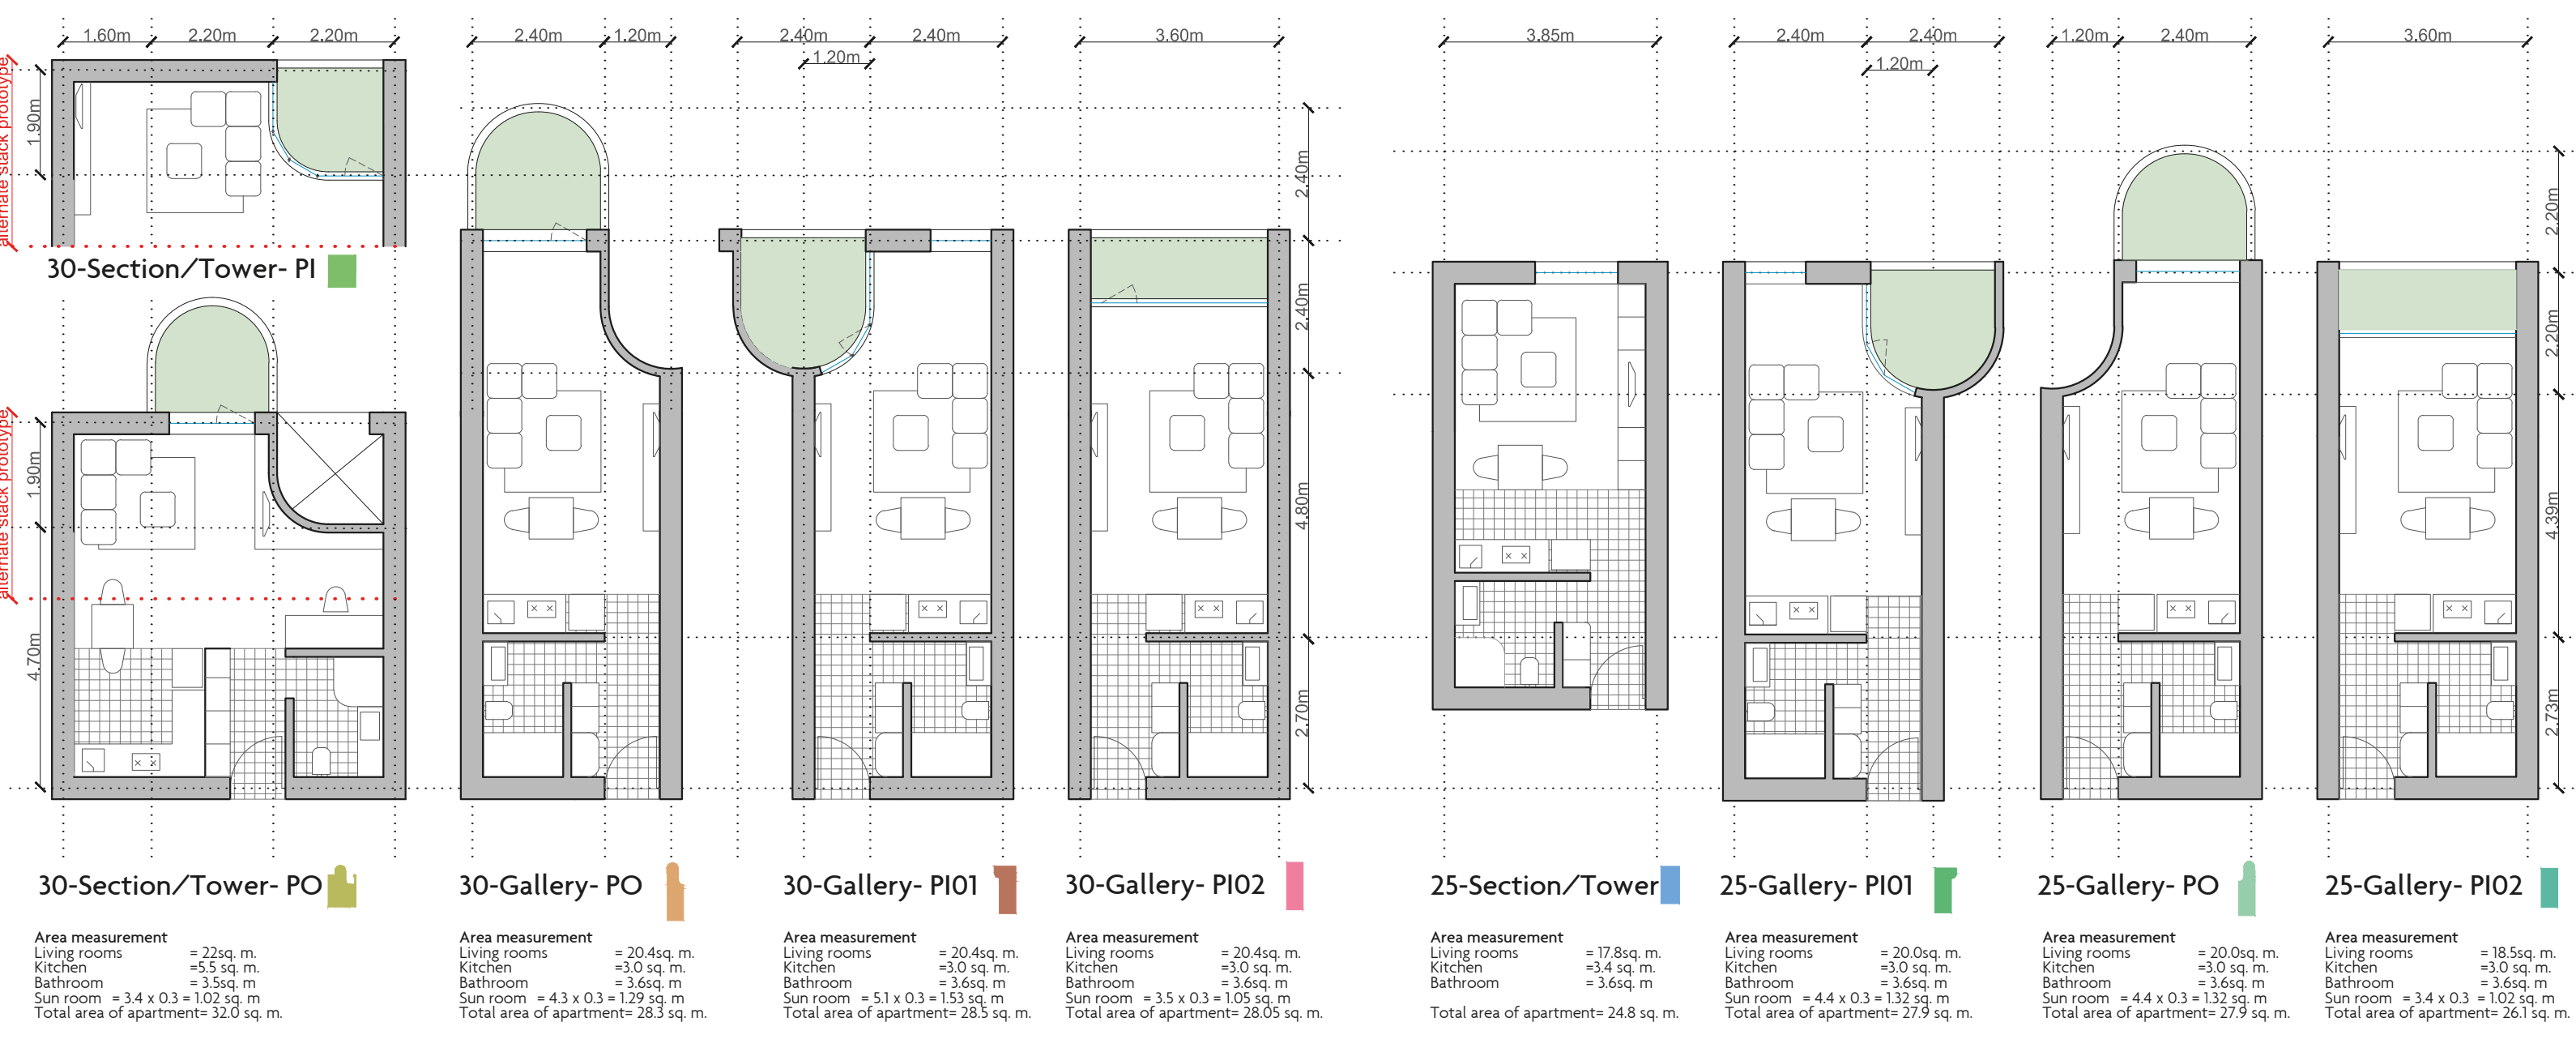 1.60m 2.20m 2.20m
2.40m 1.20m
2.40m 2.40m
1.20m
3.60m
3.85m
2.40m 2.40m
1.20m
1.20m 2.40m
3.60m
alternate stack prototype
1.90m
30-Section/Tower- PI
alternate stack prototype
1.90m
4.70m
2.40m
2.40m
4.80m
2.70m
2.20m
2.20m
4.39m
2.73m
30-Section/Tower- PO
Area measurement
Living rooms = 22sq. m.
Kitchen =5.5 sq. m.
Bathroom = 3.5sq. m
Sun room = 3.4 x 0.3 = 1.02 sq. m
Total area of apartment= 32.0 sq. m.
30-Gallery- PO
Area measurement
Living rooms = 20.4sq. m.
Kitchen =3.0 sq. m.
Bathroom = 3.6sq. m
Sun room = 4.3 x 0.3 = 1.29 sq. m
Total area of apartment= 28.3 sq. m.
30-Gallery- PI01
Area measurement
Living rooms = 20.4sq. m.
Kitchen =3.0 sq. m.
Bathroom = 3.6sq. m
Sun room = 5.1 x 0.3 = 1.53 sq. m
Total area of apartment= 28.5 sq. m.
30-Gallery- PI02
Area measurement
Living rooms = 20.4sq. m.
Kitchen =3.0 sq. m.
Bathroom = 3.6sq. m
Sun room = 3.5 x 0.3 = 1.05 sq. m
Total area of apartment= 28.05 sq. m.
25-Section/Tower
Area measurement
Living rooms = 17.8sq. m.
Kitchen =3.4 sq. m.
Bathroom = 3.6sq. m
Total area of apartment= 24.8 sq. m.
25-Gallery- PI01
Area measurement
Living rooms = 20.0sq. m.
Kitchen =3.0 sq. m.
Bathroom = 3.6sq. m
Sun room = 4.4 x 0.3 = 1.32 sq. m
Total area of apartment= 27.9 sq. m.
25-Gallery- PO
Area measurement
Living rooms = 20.0sq. m.
Kitchen =3.0 sq. m.
Bathroom = 3.6sq. m
Sun room = 4.4 x 0.3 = 1.32 sq. m
Total area of apartment= 27.9 sq. m.
25-Gallery- PI02
Area measurement
Living rooms = 18.5sq. m.
Kitchen =3.0 sq. m.
Bathroom = 3.6sq. m
Sun room = 3.4 x 0.3 = 1.02 sq. m
Total area of apartment= 26.1 sq. m.